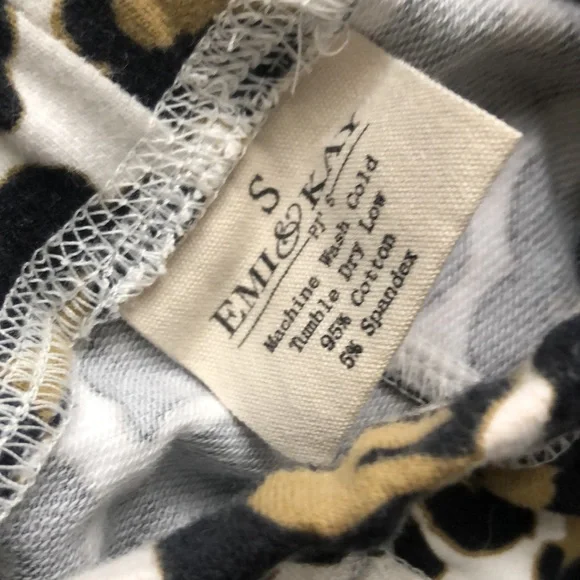 S
EMI & KAY
PJ'S
Machine Wash Cold
Tumble Dry Low
95% Cotton
5% Spandex